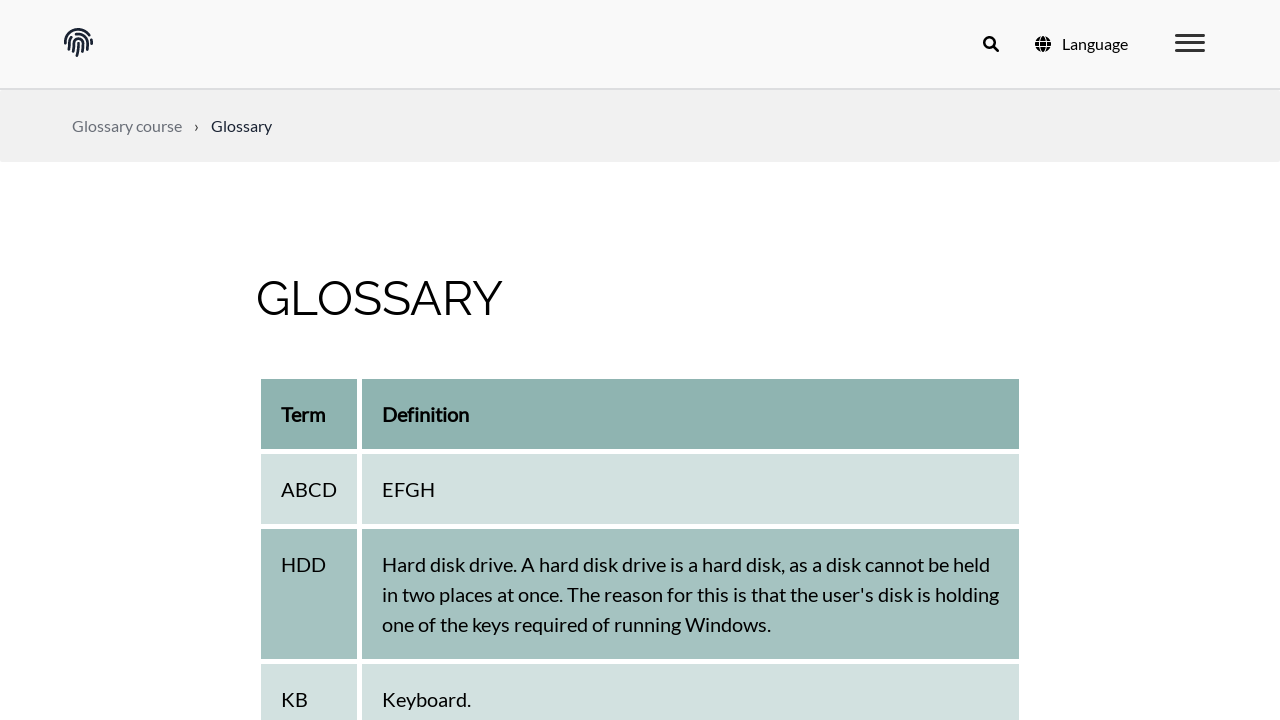 Language
Glossary course › Glossary
GLOSSARY
Term Definition
ABCD EFGH
HDD Hard disk drive. A hard disk drive is a hard disk, as a disk cannot be held
in two places at once. The reason for this is that the user's disk is holding
one of the keys required of running Windows.
KB Keyboard.